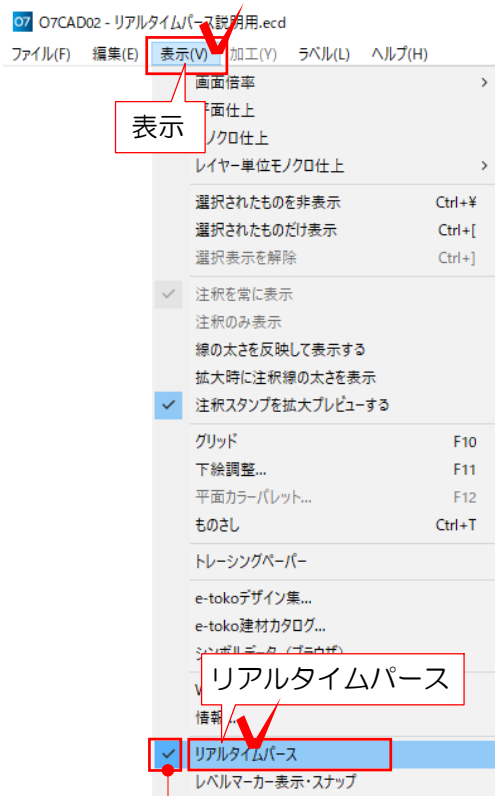 O7 O7CAD02 - リアルタイムパース説明用.ecd
ファイル(F) 編集(E) 表示(V) 加工(Y) ラベル(L) ヘルプ(H)
画面倍率 >
表示
面仕上
ノクロ仕上
レイヤー単位モノクロ仕上 >
選択されたものを非表示 Ctrl+¥
選択されたものだけ表示 Ctrl+[
選択表示を解除 Ctrl+]
注釈を常に表示
注釈のみ表示
線の太さを反映して表示する
拡大時に注釈線の太さを表示
注釈スタンプを拡大プレビューする
グリッド F10
下絵調整... F11
平面カラーパレット... F12
ものさし Ctrl+T
トレーシングペーパー
e-tokoデザイン集...
e-toko建材カタログ...
リアルタイムパース
情報...
リアルタイムパース
レベルマーカー表示・スナップ